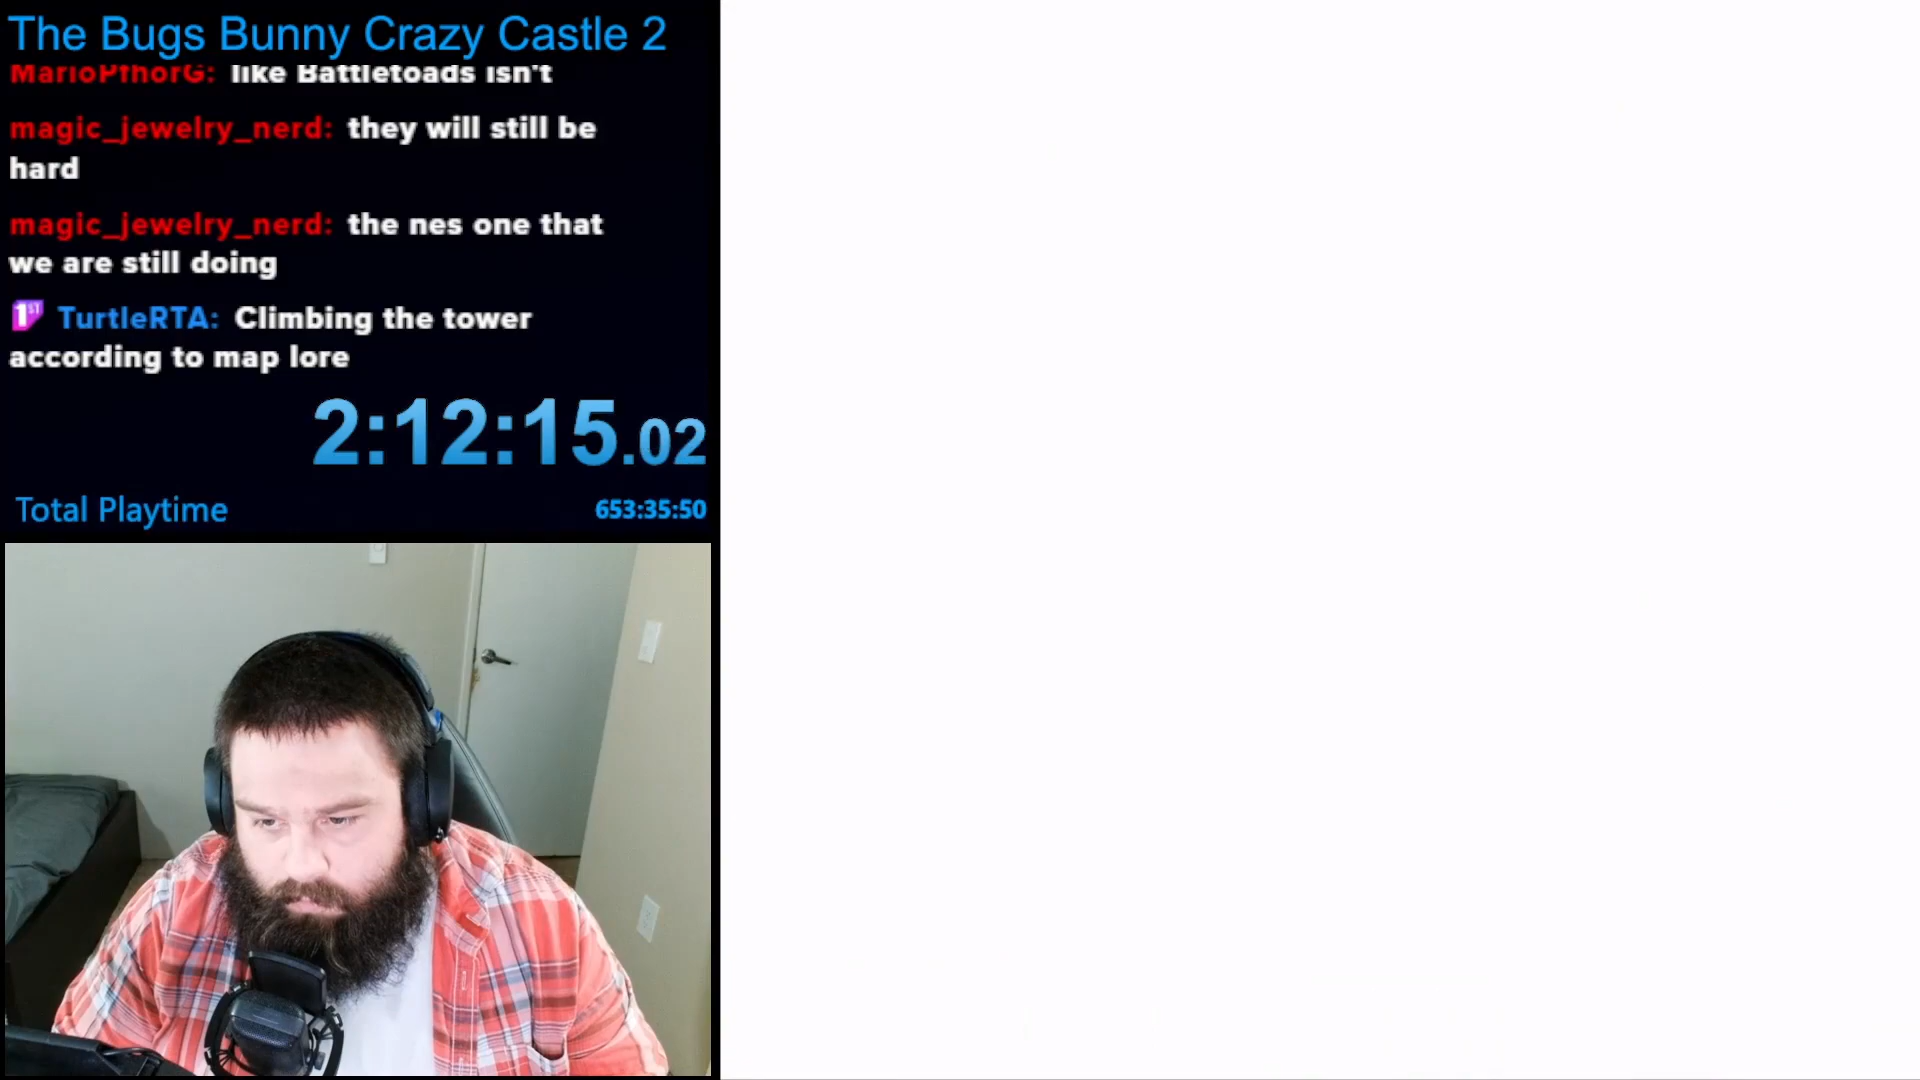 The Bugs Bunny Crazy Castle 2
MarioPfhorG: like Battletoads isn't
magic_jewelry_nerd: they will still be
hard
magic_jewelry_nerd: the nes one that
we are still doing
1ST TurtleRTA: Climbing the tower
according to map lore
2:12:15.02
Total Playtime 653:35:50